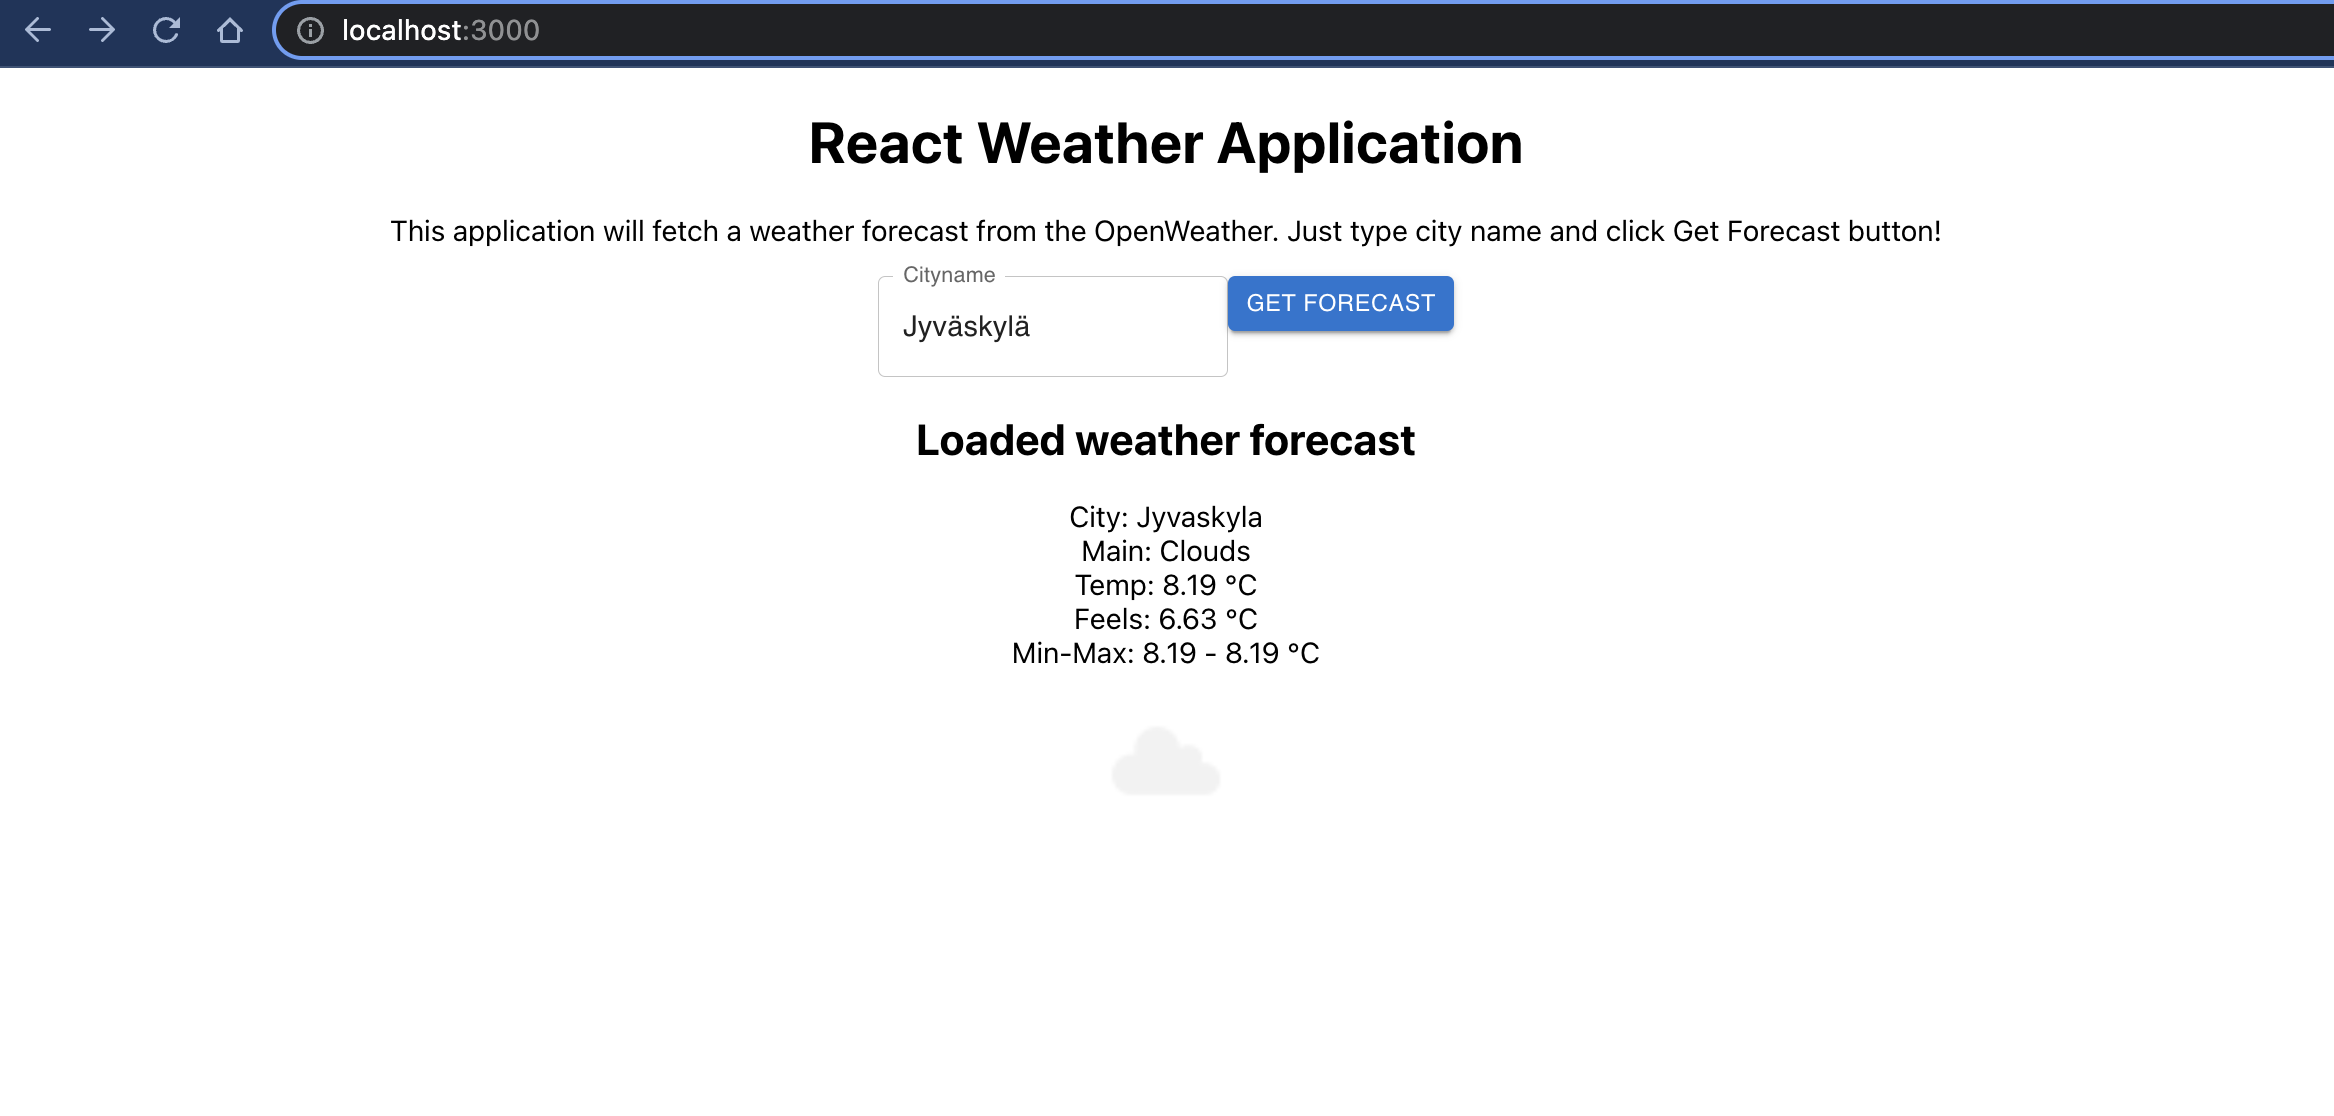 localhost:3000
React Weather Application
This application will fetch a weather forecast from the OpenWeather. Just type city name and click Get Forecast button!
Cityname
Jyväskylä
GET FORECAST
Loaded weather forecast
City: Jyvaskyla
Main: Clouds
Temp: 8.19 °C
Feels: 6.63 °C
Min-Max: 8.19 - 8.19 °C